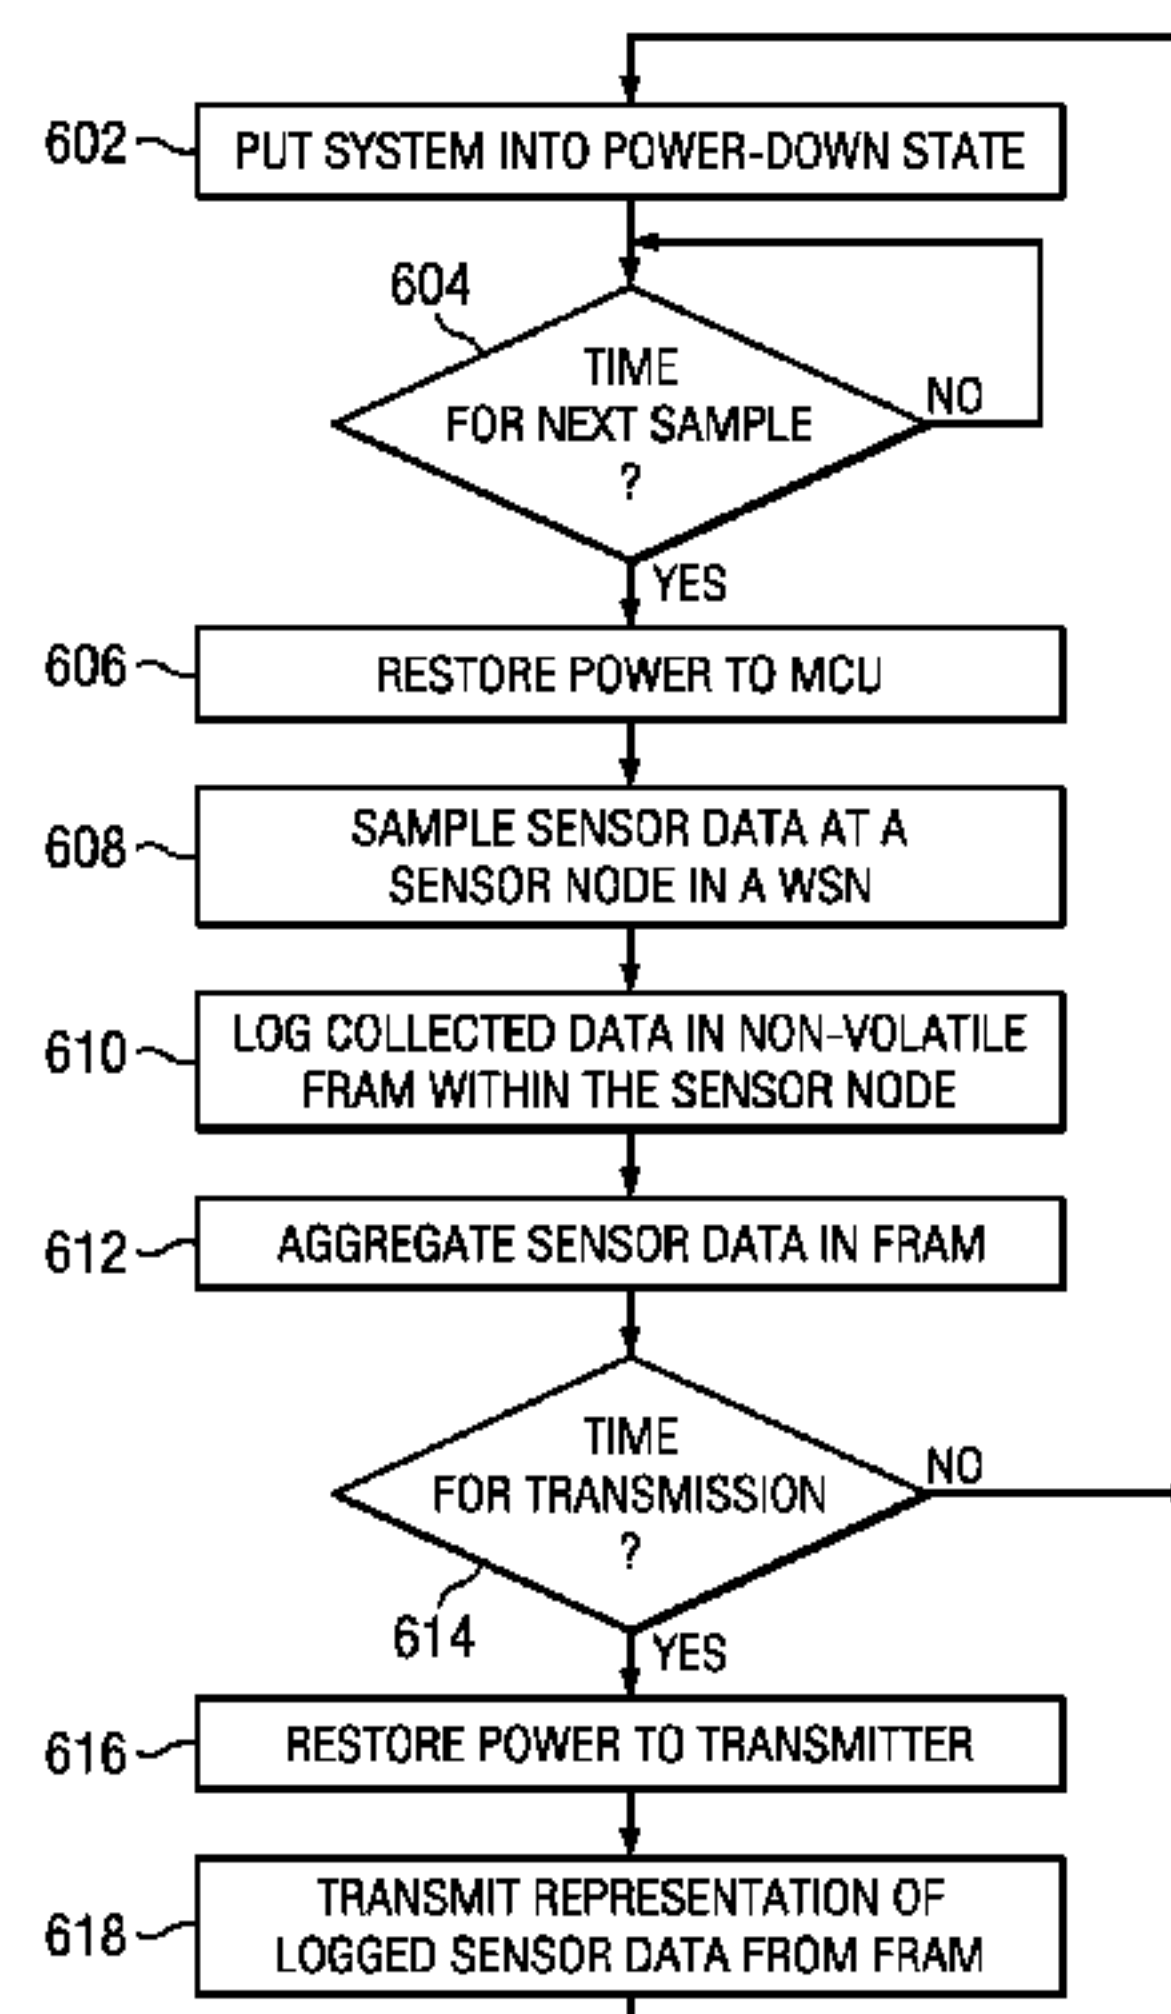 602
PUT SYSTEM INTO POWER-DOWN STATE
604
TIME
FOR NEXT SAMPLE
?
NO
YES
606
RESTORE POWER TO MCU
608
SAMPLE SENSOR DATA AT A
SENSOR NODE IN A WSN
610
LOG COLLECTED DATA IN NON-VOLATILE
FRAM WITHIN THE SENSOR NODE
612
AGGREGATE SENSOR DATA IN FRAM
TIME
FOR TRANSMISSION
?
NO
614
YES
616
RESTORE POWER TO TRANSMITTER
618
TRANSMIT REPRESENTATION OF
LOGGED SENSOR DATA FROM FRAM